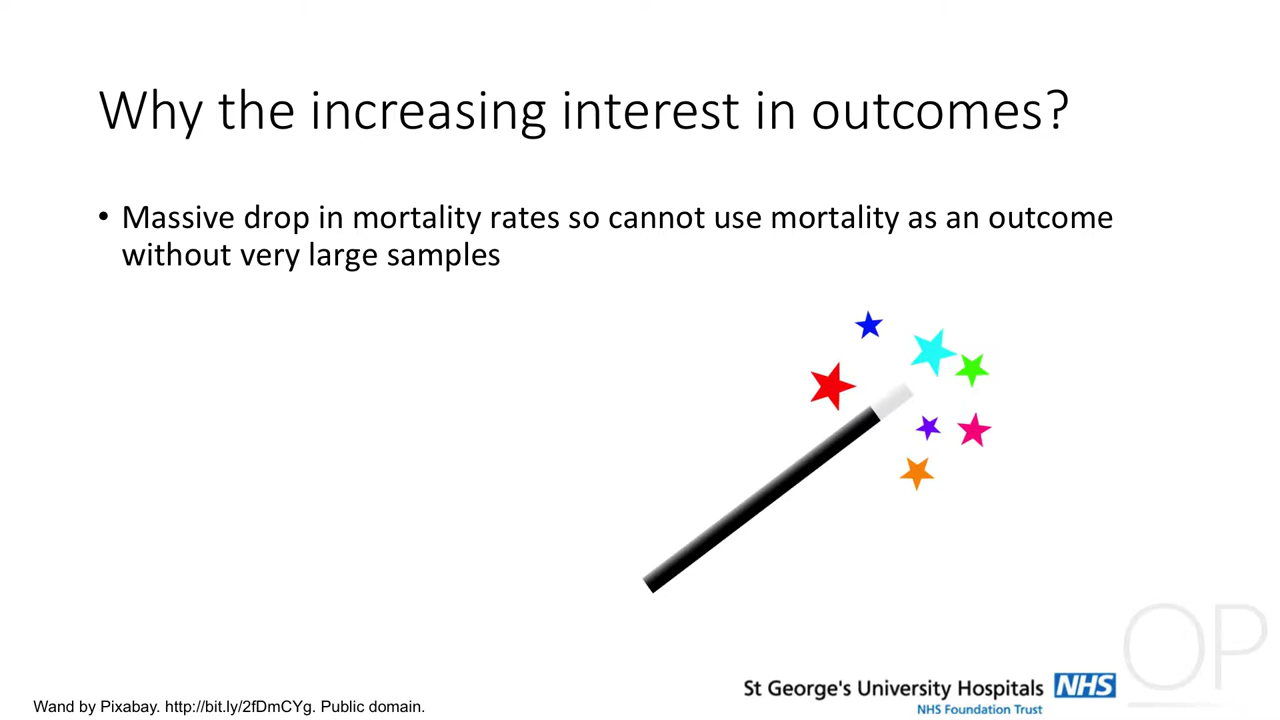 Why the increasing interest in outcomes?
• Massive drop in mortality rates so cannot use mortality as an outcome
without very large samples
OP
St George's University Hospitals NHS
NHS Foundation Trust
Wand by Pixabay. http://bit.ly/2fDmCYg. Public domain.